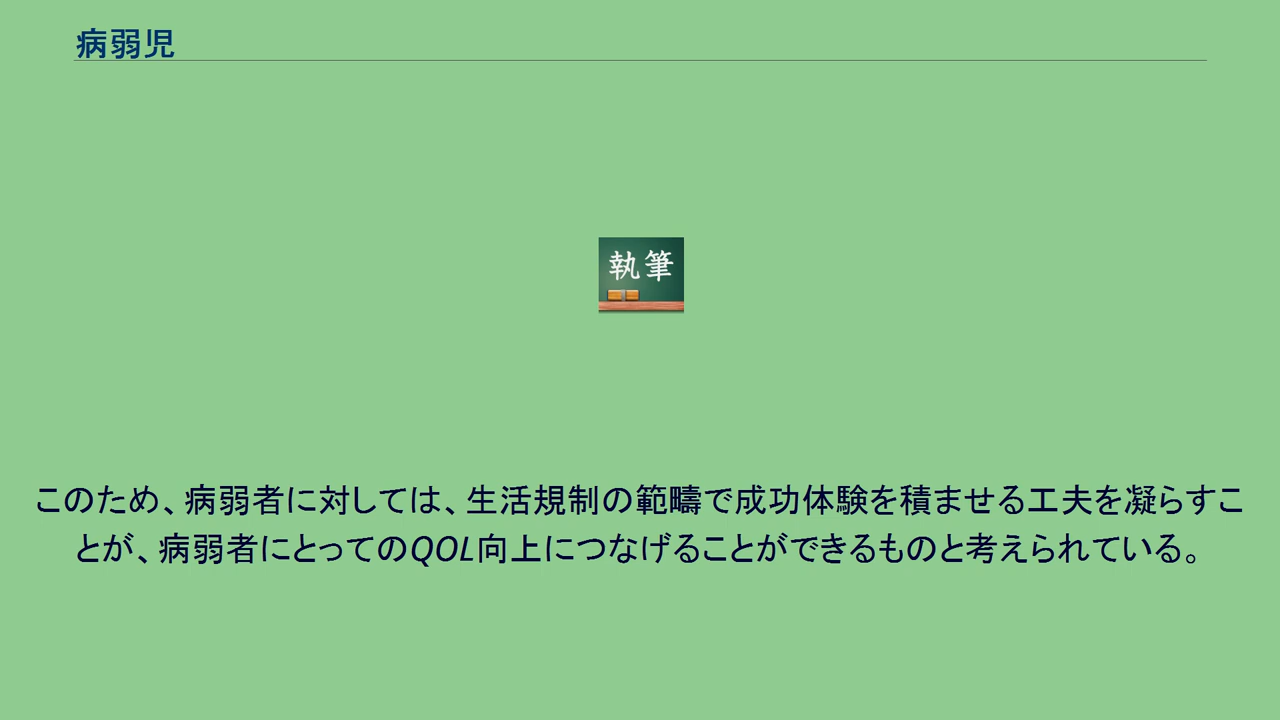 病弱児
執筆
このため、病弱者に対しては、生活規制の範疇で成功体験を積ませる工夫を凝らすこ
とが、病弱者にとってのQOL向上につなげることができるものと考えられている。